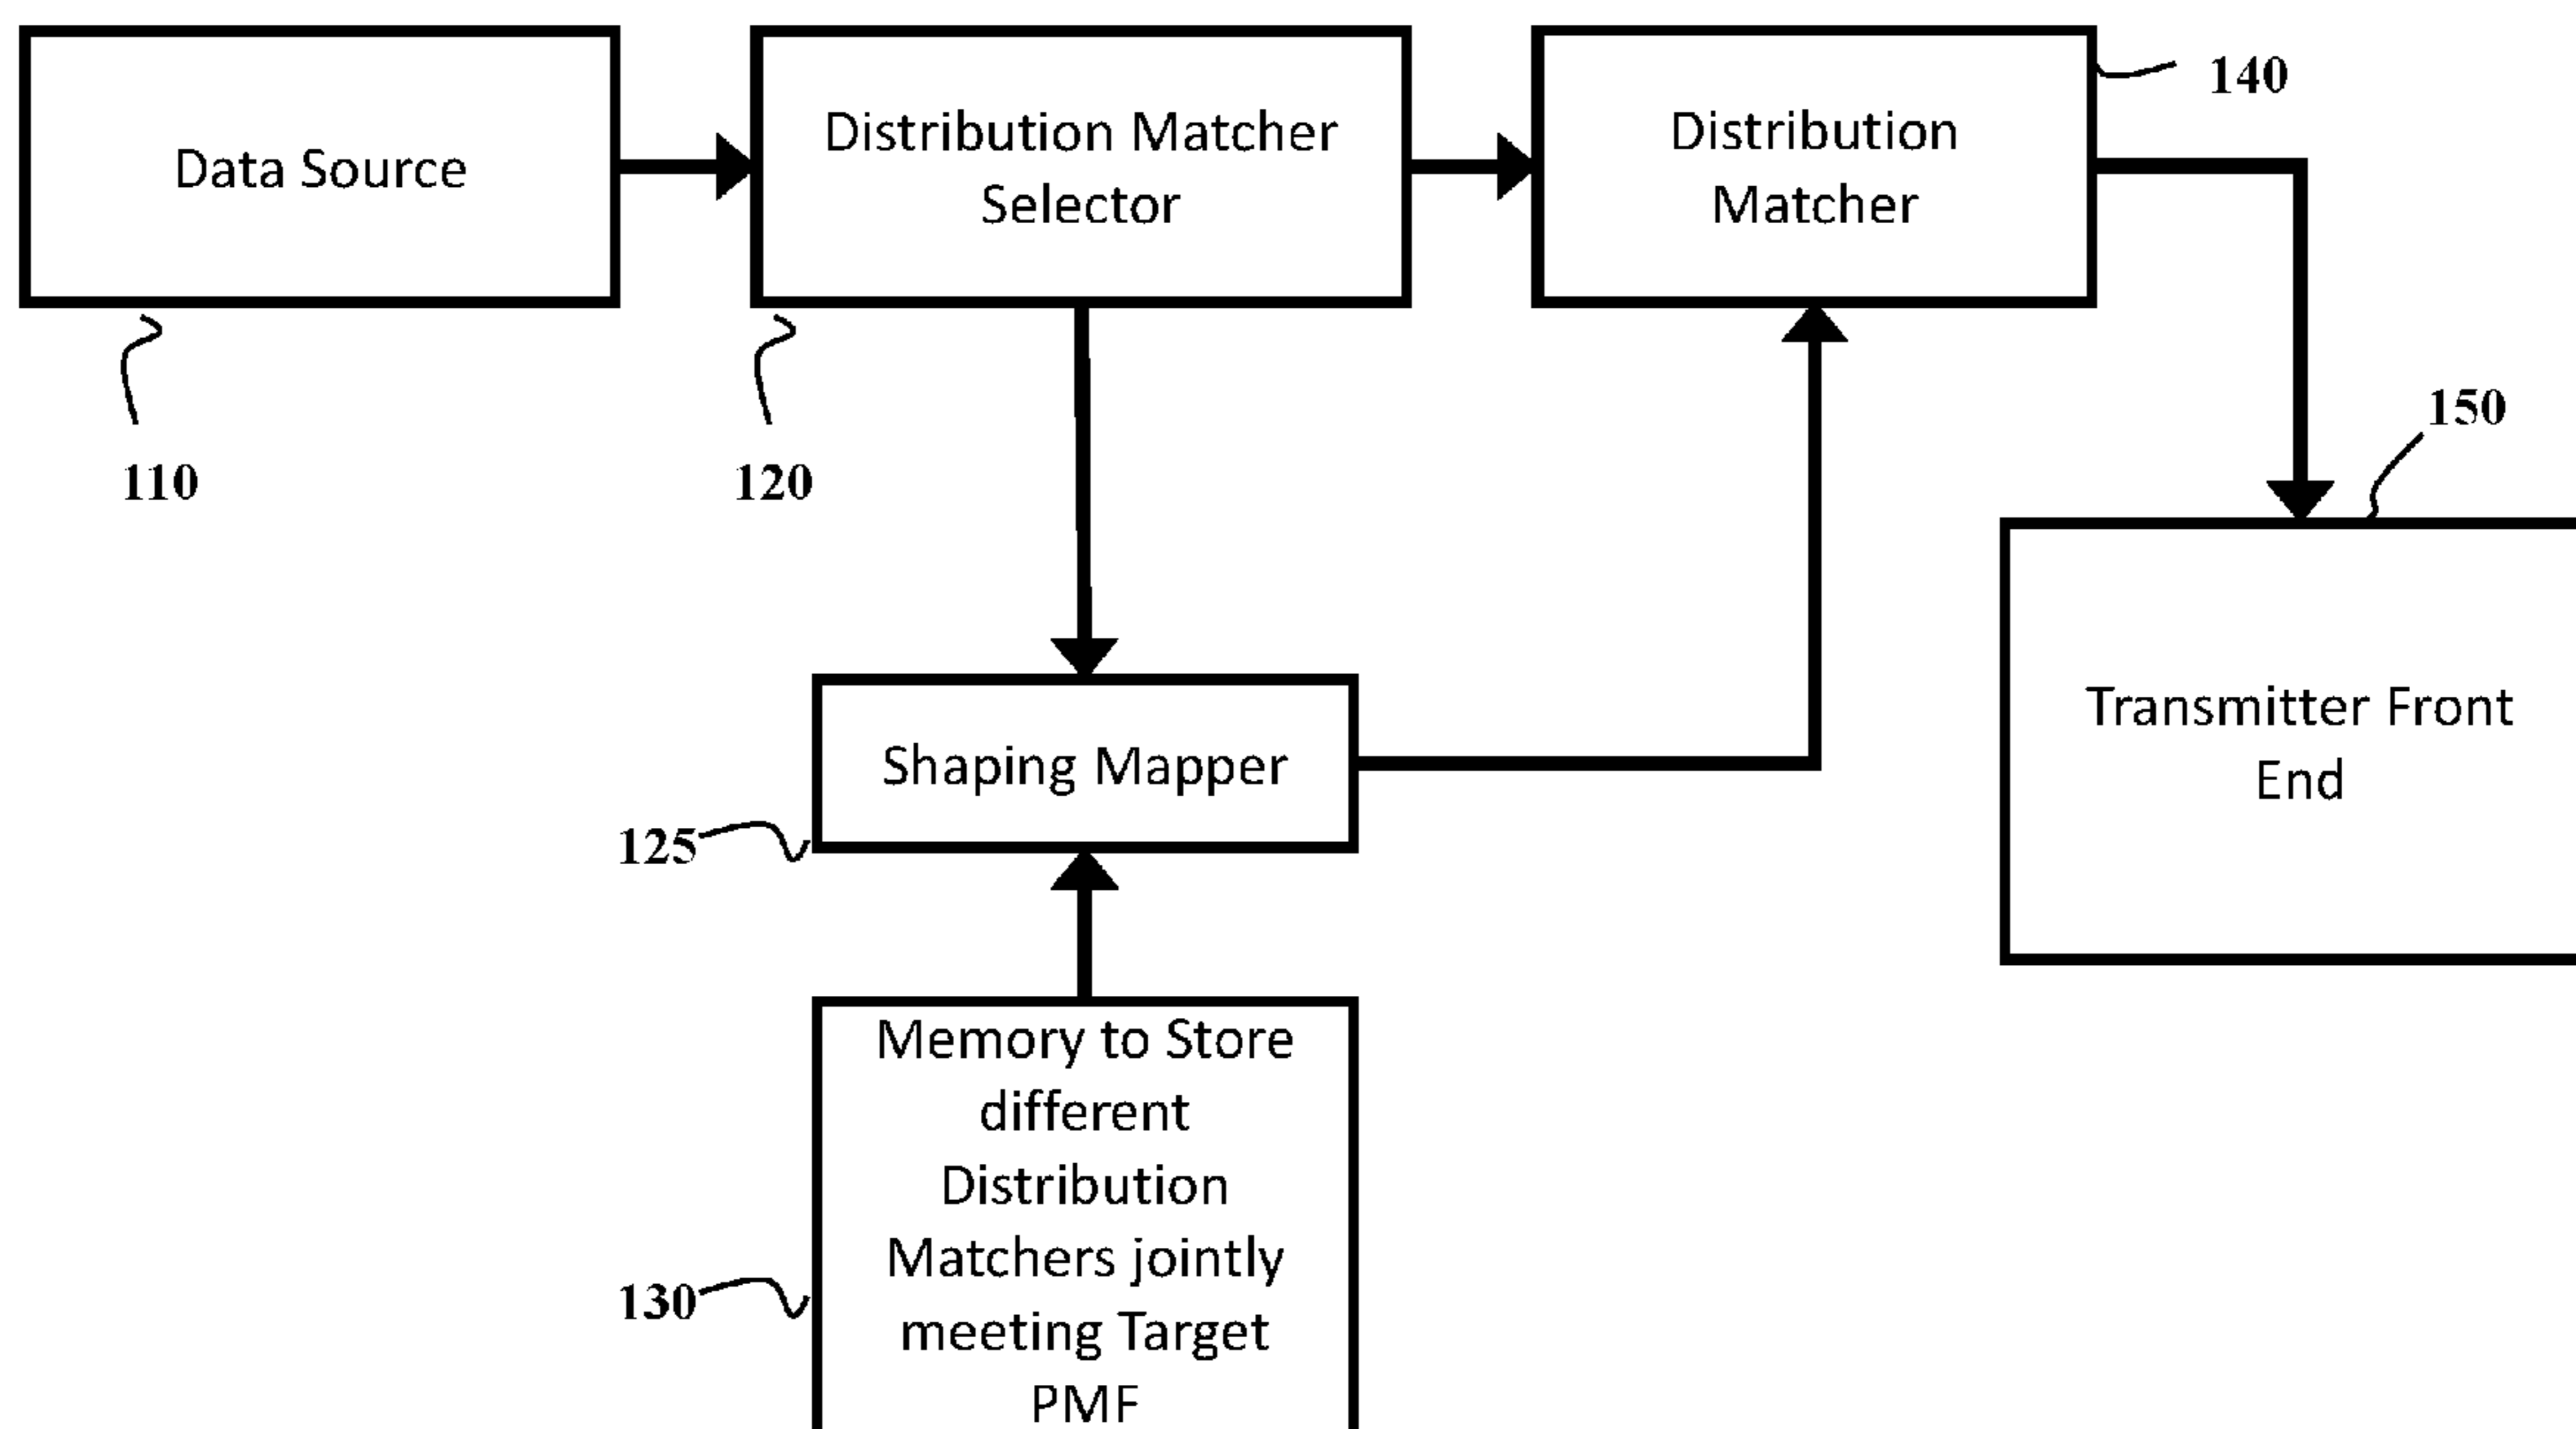 Data Source
Distribution Matcher
Selector
Distribution
Matcher
140
110
120
150
Transmitter Front
End
Shaping Mapper
125
Memory to Store
different
Distribution
Matchers jointly
meeting Target
PMF
130